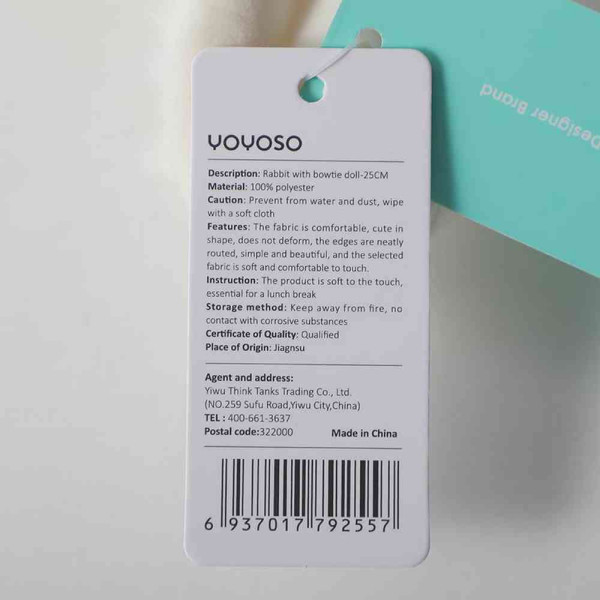 Designer Brand
YOYOSO
Description: Rabbit with bowtie doll-25CM
Material: 100% polyester
Caution: Prevent from water and dust, wipe
with a soft cloth
Features: The fabric is comfortable, cute in
shape, does not deform, the edges are neatly
routed, simple and beautiful, and the selected
fabric is soft and comfortable to touch.
Instruction: The product is soft to the touch,
essential for a lunch break
Storage method: Keep away from fire, no
contact with corrosive substances
Certificate of Quality: Qualified
Place of Origin: Jiagnsu
Agent and address:
Yiwu Think Tanks Trading Co., Ltd.
(NO.259 Sufu Road,Yiwu City,China)
TEL : 400-661-3637
Postal code:322000 Made in China
6 937017 792557